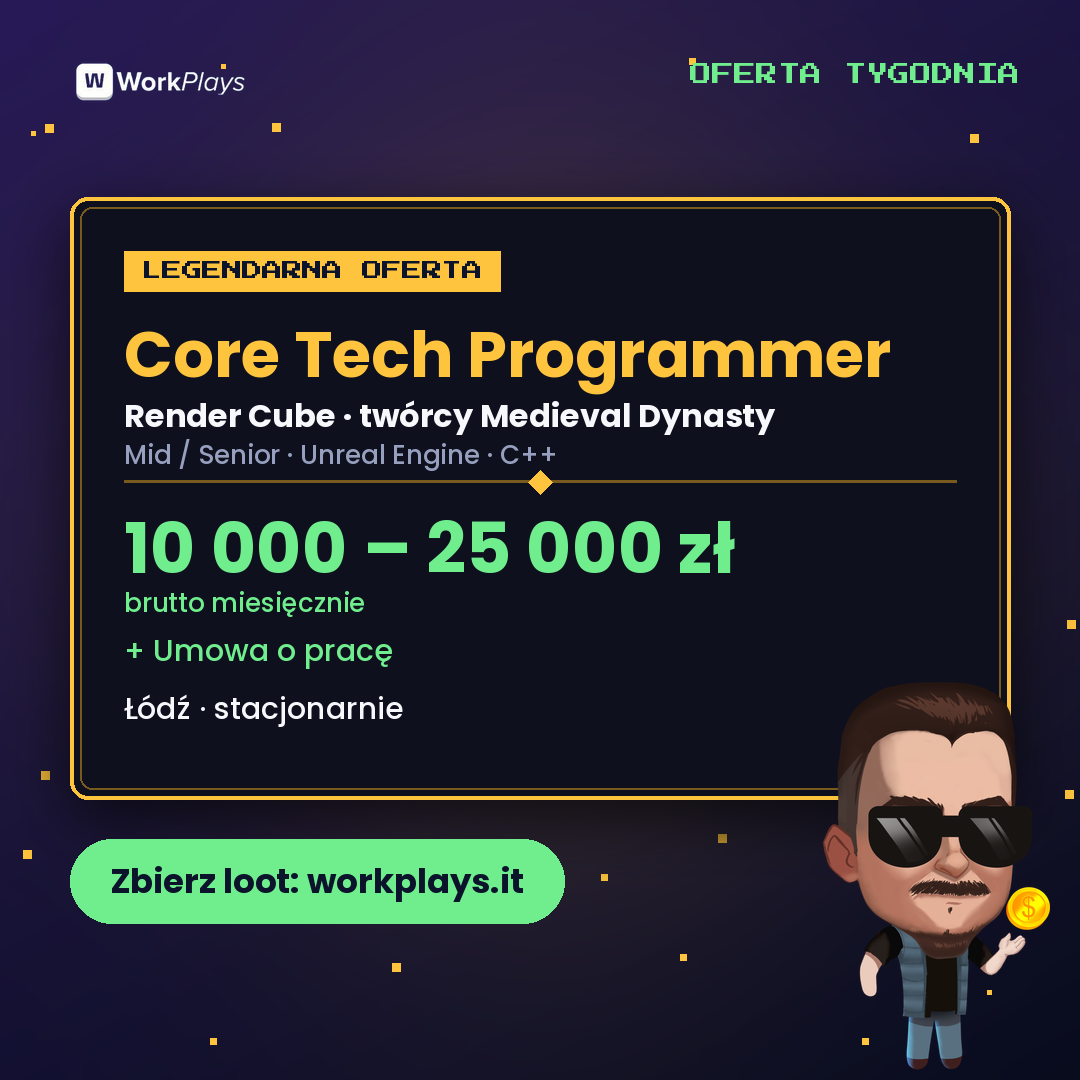 W WorkPlays
OFERTA TYGODNIA
LEGENDARNA OFERTA
Core Tech Programmer
Render Cube · twórcy Medieval Dynasty
Mid / Senior · Unreal Engine · C++
10 000 – 25 000 zł
brutto miesięcznie
+ Umowa o pracę
Łódź · stacjonarnie
Zbierz loot: workplays.it
$